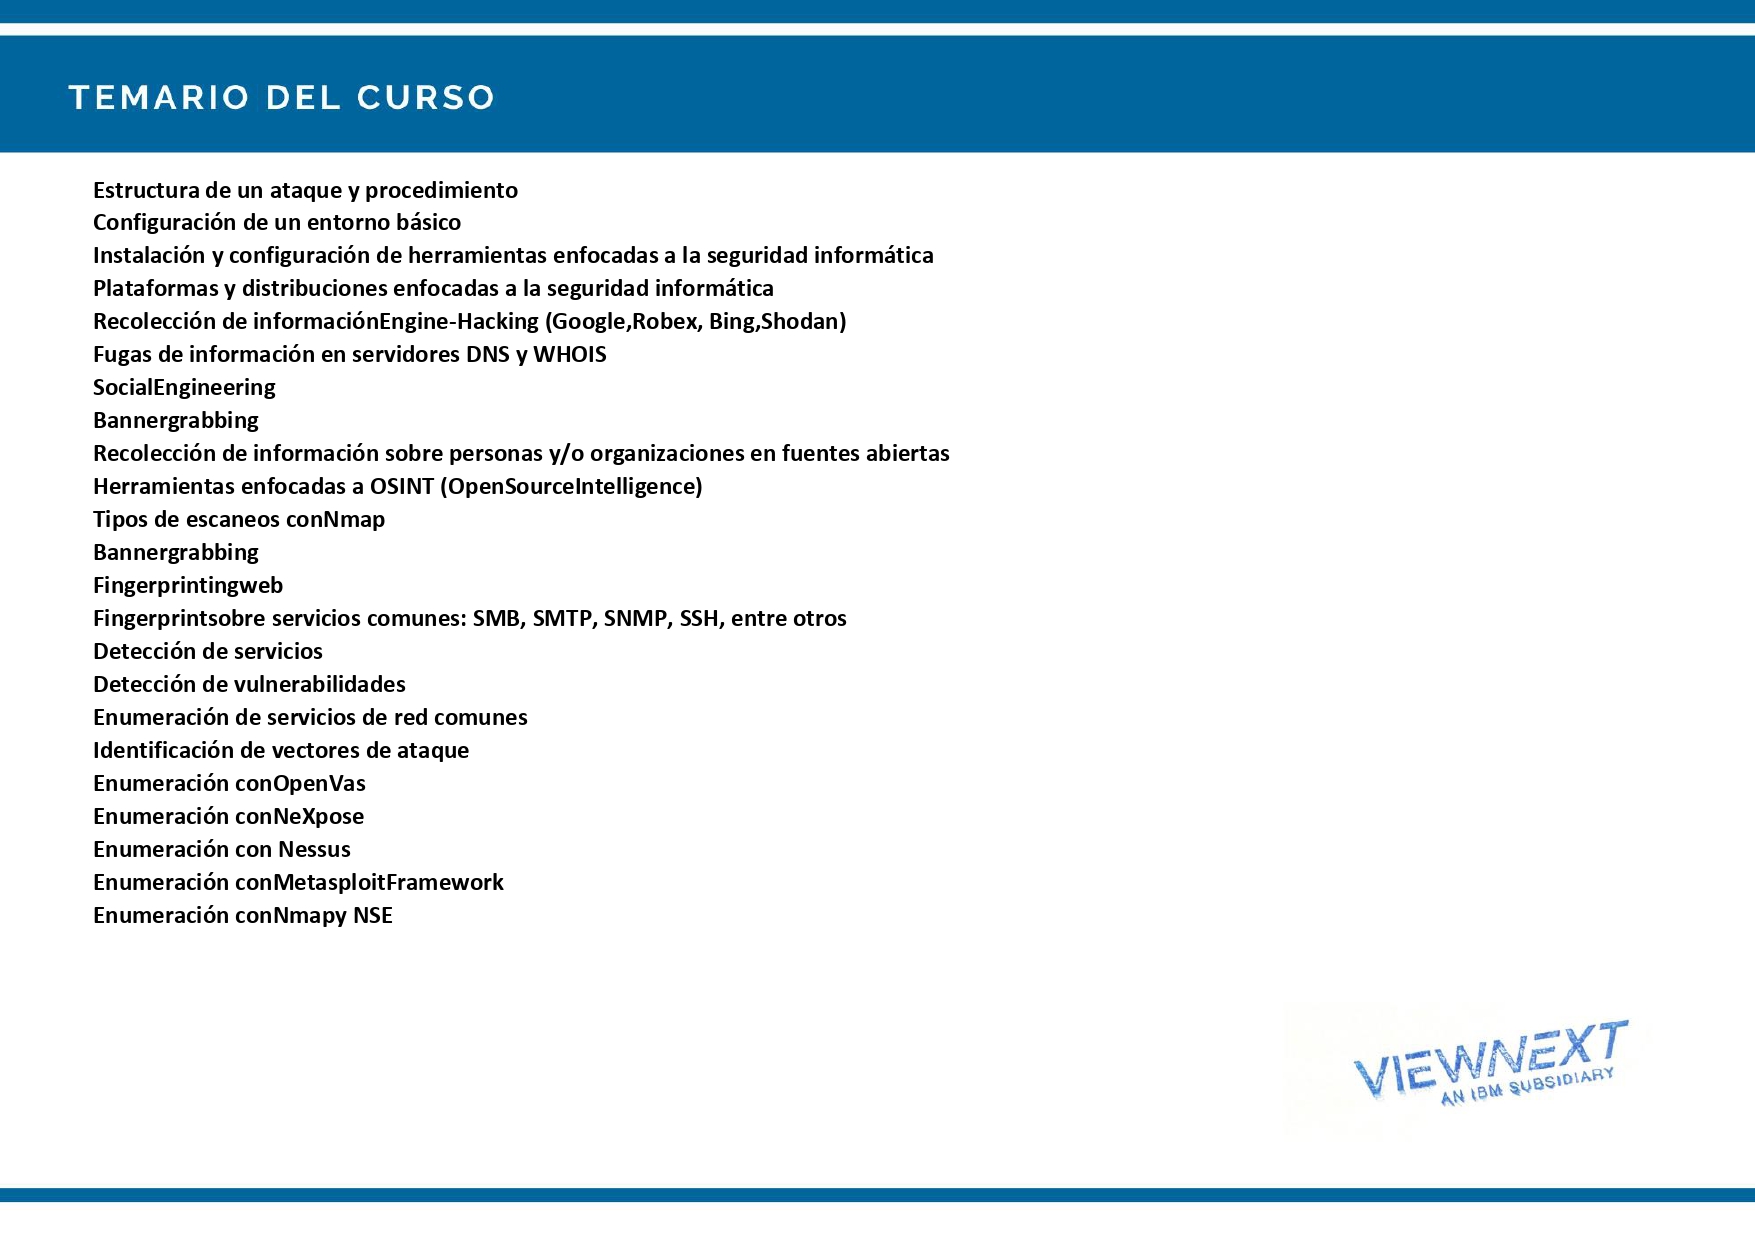 TEMARIO DEL CURSO
Estructura de un ataque y procedimiento
Configuración de un entorno básico
Instalación y configuración de herramientas enfocadas a la seguridad informática
Plataformas y distribuciones enfocadas a la seguridad informática
Recolección de informaciónEngine-Hacking (Google,Robex, Bing,Shodan)
Fugas de información en servidores DNS y WHOIS
SocialEngineering
Bannergrabbing
Recolección de información sobre personas y/o organizaciones en fuentes abiertas
Herramientas enfocadas a OSINT (OpenSourceIntelligence)
Tipos de escaneos conNmap
Bannergrabbing
Fingerprintingweb
Fingerprintsobre servicios comunes: SMB, SMTP, SNMP, SSH, entre otros
Detección de servicios
Detección de vulnerabilidades
Enumeración de servicios de red comunes
Identificación de vectores de ataque
Enumeración conOpenVas
Enumeración conNeXpose
Enumeración con Nessus
Enumeración conMetasploitFramework
Enumeración conNmapy NSE
VIEWNEXT
AN IBM SUBSIDIARY